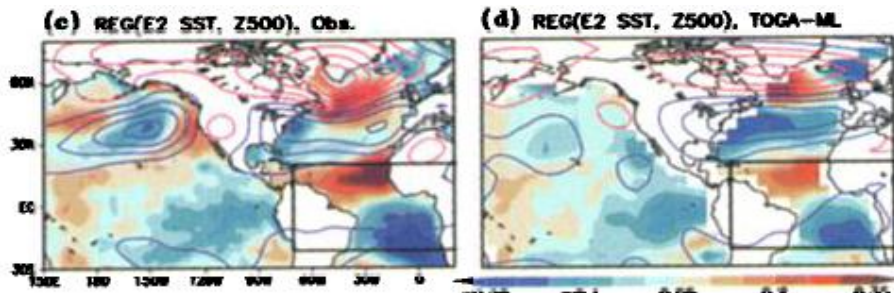 (c) REG(E2 SST, Z500), Obs.
(d) REG(E2 SST, Z500), TOGA-ML
60N
30N
EQ
30S
150E 180 150W 120W 90W 60W 30W 0